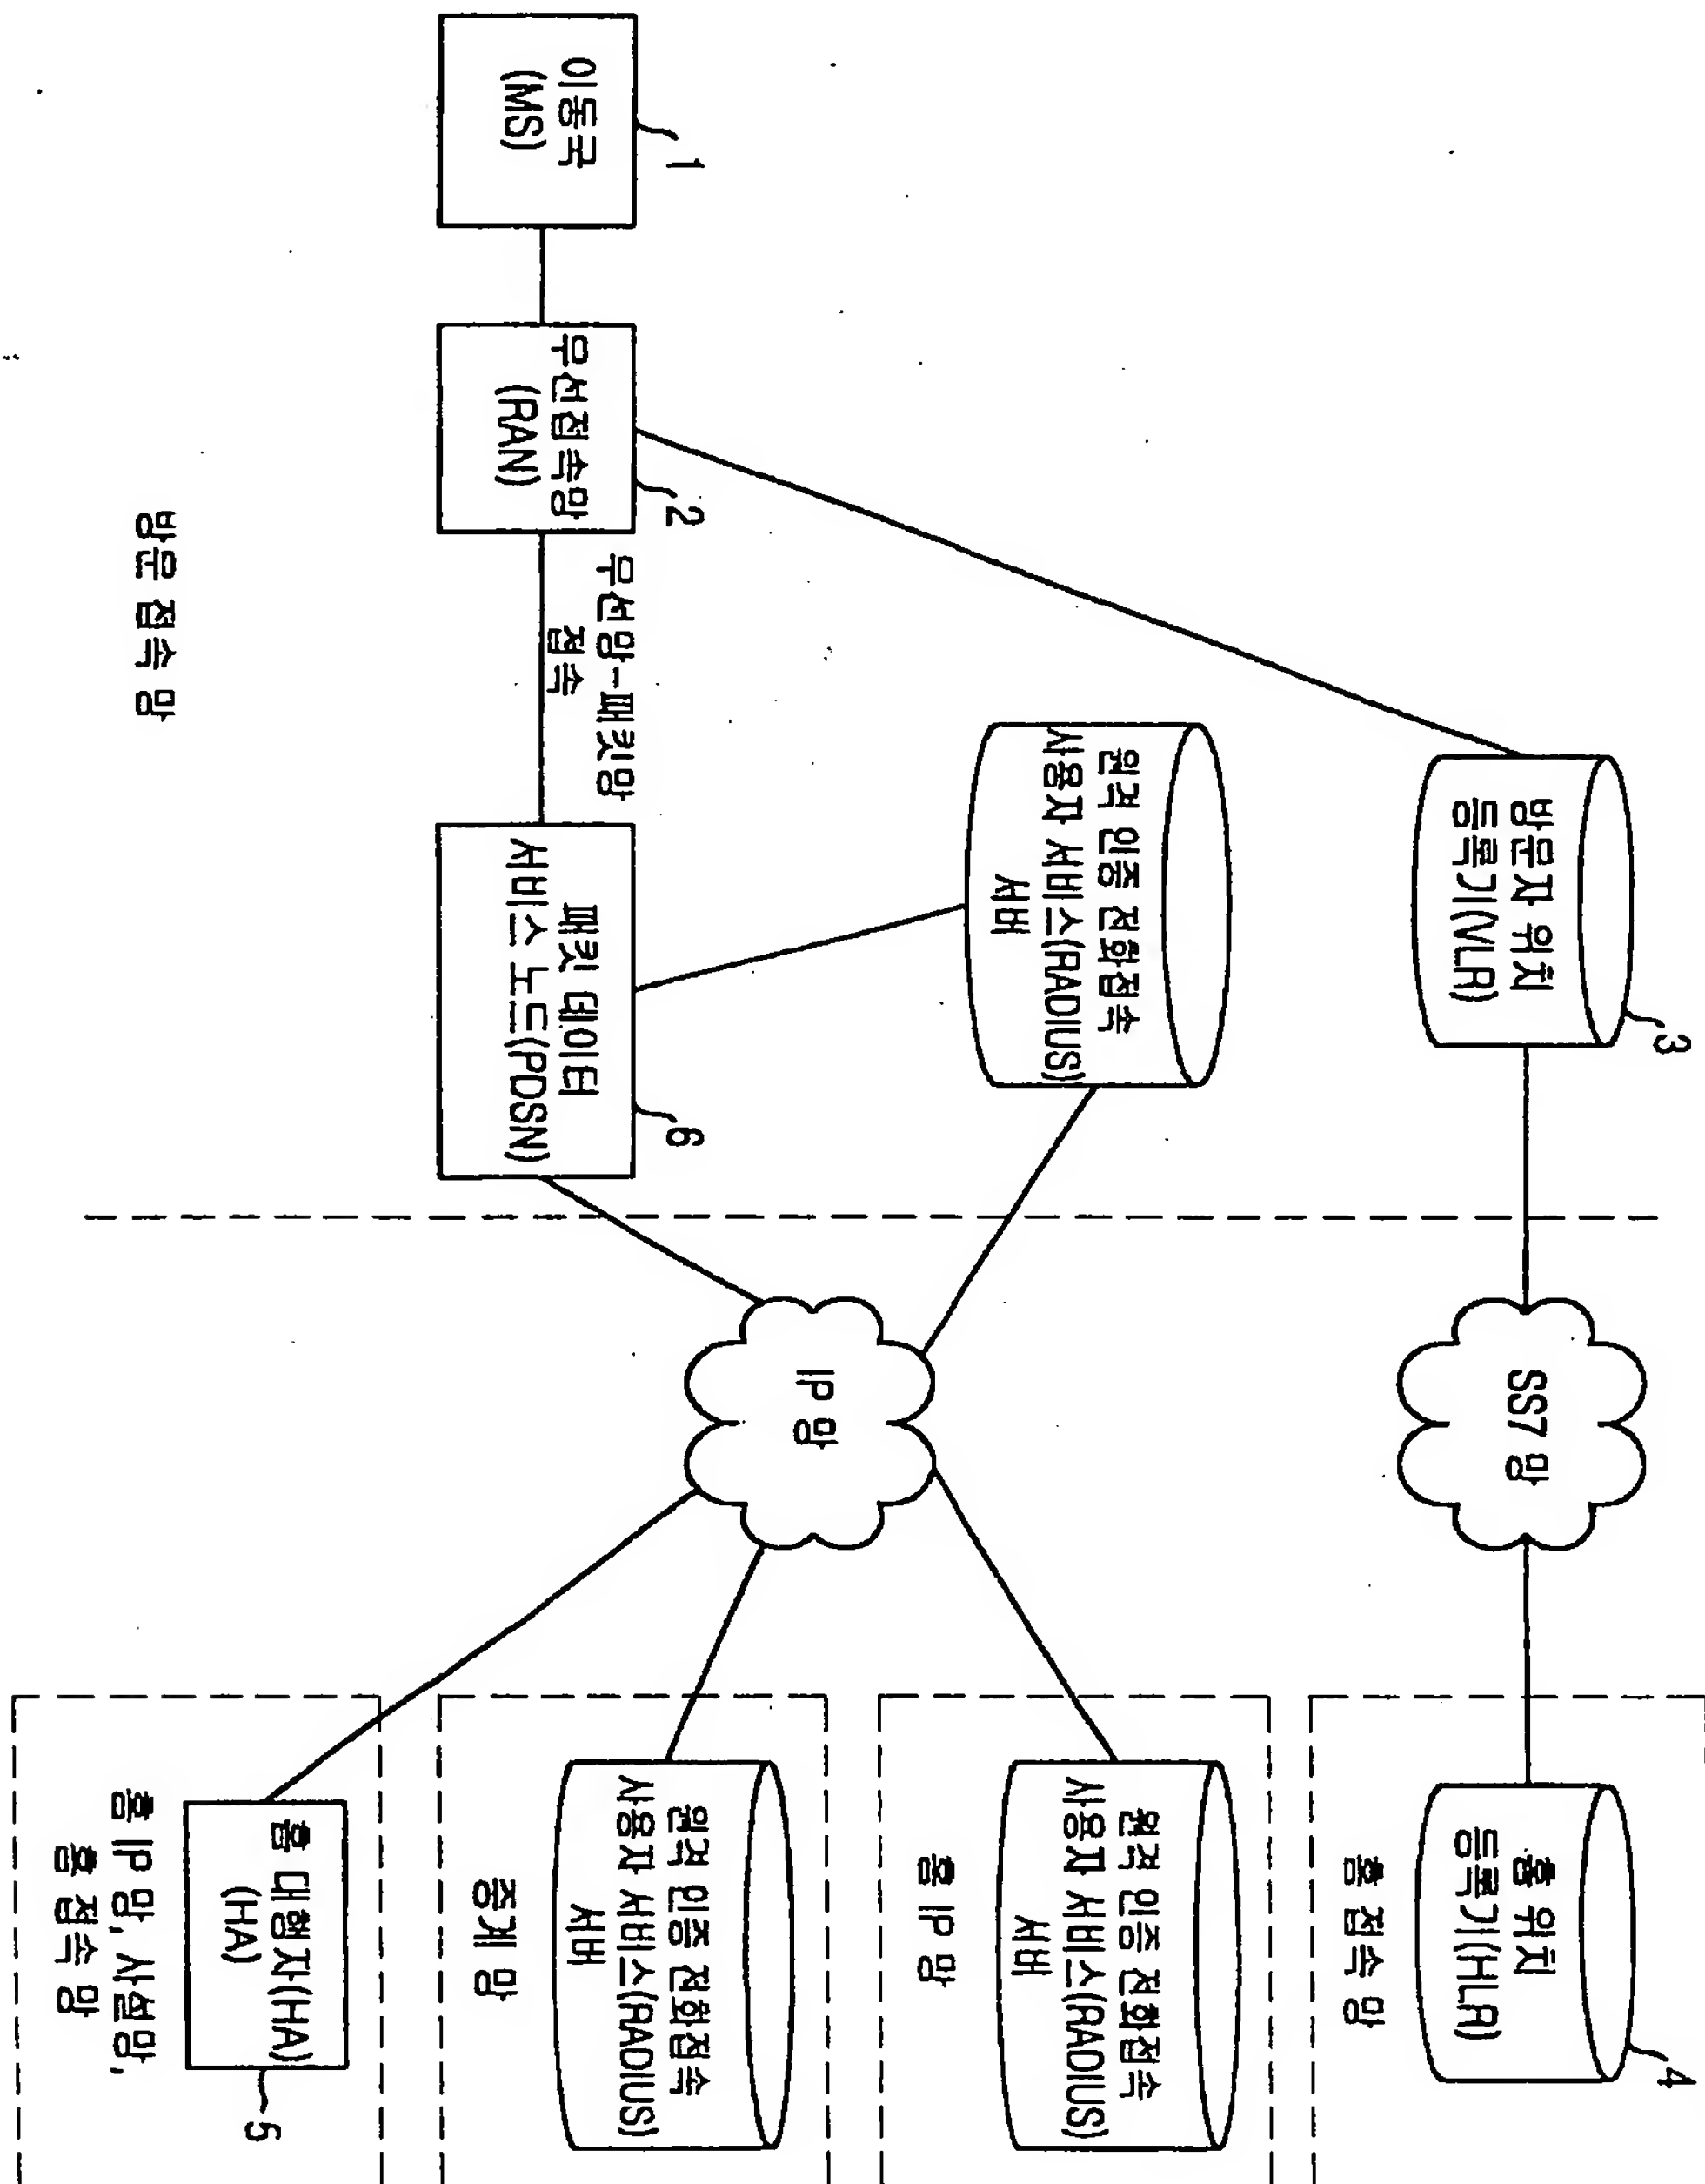 방문자 위치
등록기(VLR)
3
SS7 망
홈 위치
등록기(HLR)
4
홈 접속 망
원격 인증 전화접속
사용자 서비스(RADIUS)
서버
원격 인증 전화접속
사용자 서비스(RADIUS)
서버
홈 IP 망
IP 망
이동국
(MS)
1
무선접속망
(RAN)
2
무선망-패킷망
접속
패킷 데이터
서비스 노드(PDSN)
6
원격 인증 전화접속
사용자 서비스(RADIUS)
서버
중계 망
홈 대행자(HA)
(HA)
5
홈 IP 망, 사설망,
홈 접속 망
방문 접속 망